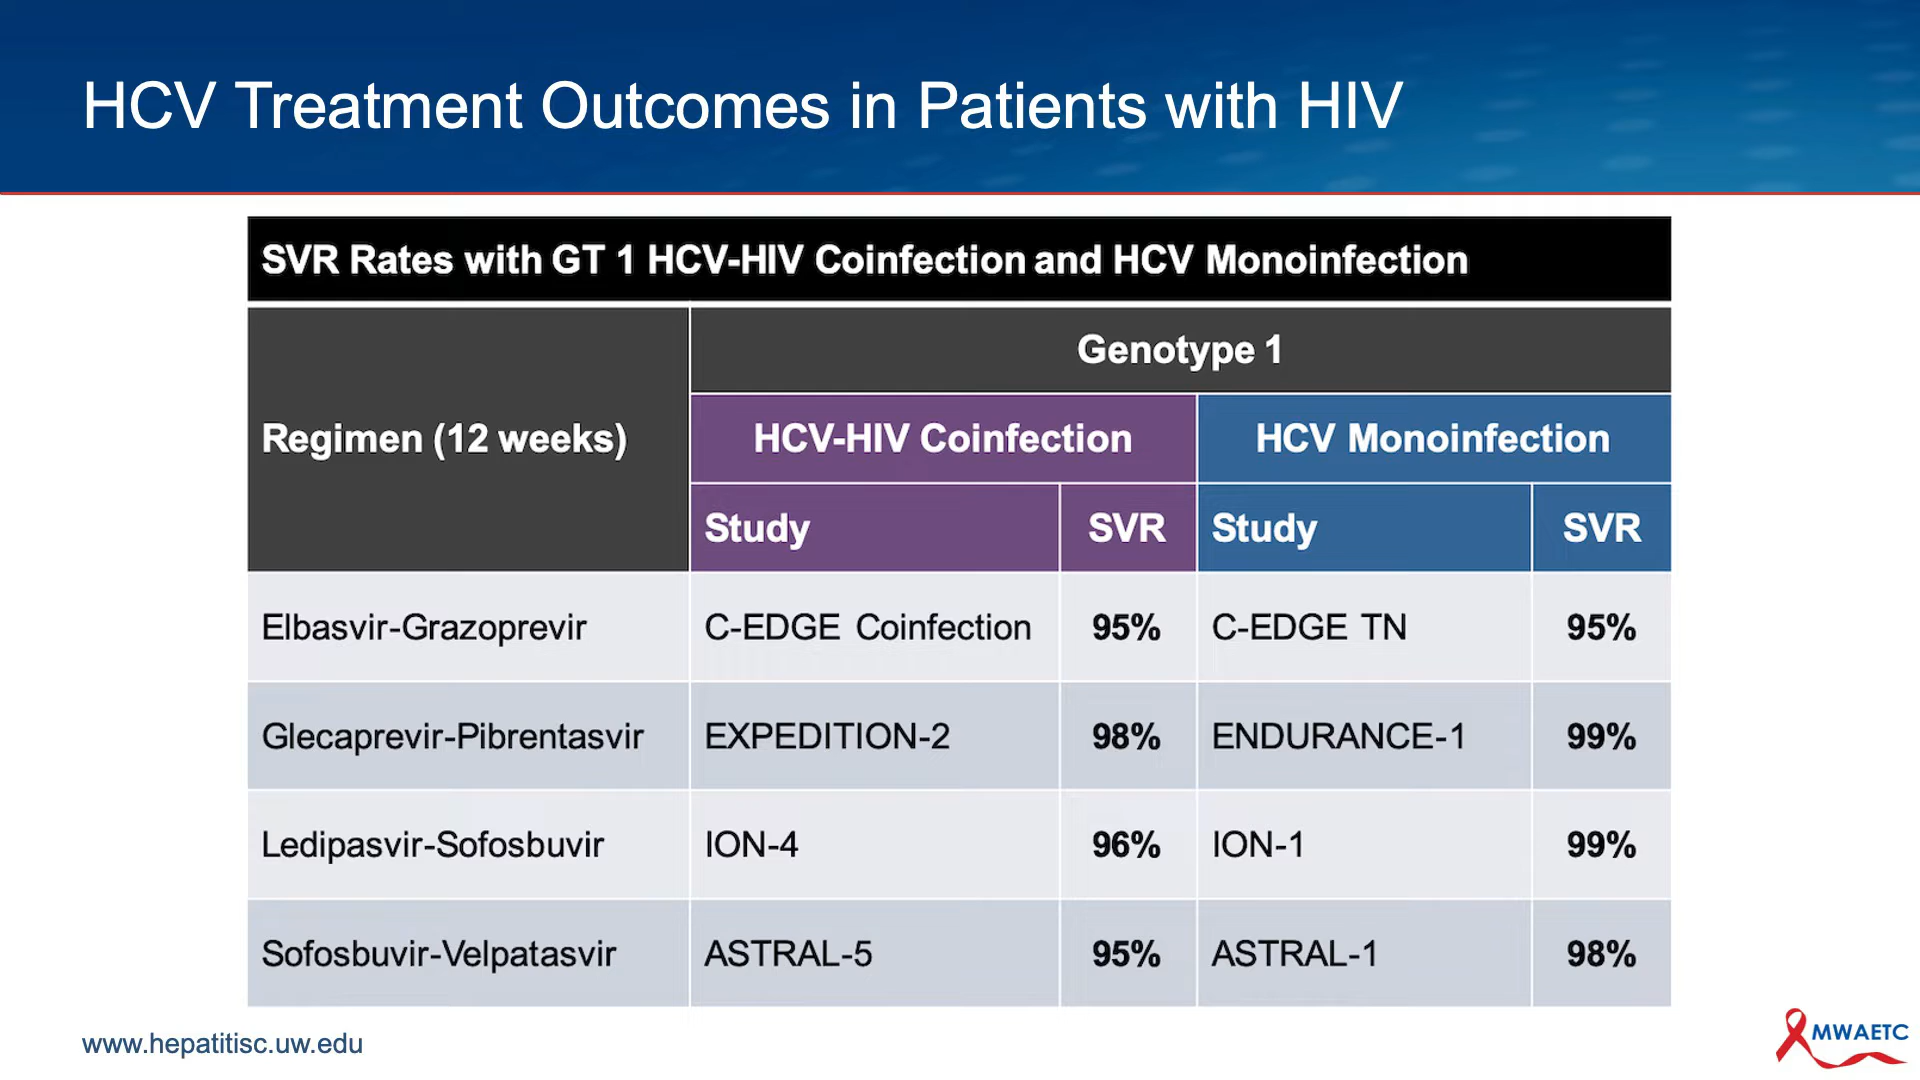 HCV Treatment Outcomes in Patients with HIV
SVR Rates with GT 1 HCV-HIV Coinfection and HCV Monoinfection
Regimen (12 weeks)
Genotype 1
HCV-HIV Coinfection HCV Monoinfection
Study SVR Study SVR
Elbasvir-Grazoprevir C-EDGE Coinfection 95% C-EDGE TN 95%
Glecaprevir-Pibrentasvir EXPEDITION-2 98% ENDURANCE-1 99%
Ledipasvir-Sofosbuvir ION-4 96% ION-1 99%
Sofosbuvir-Velpatasvir ASTRAL-5 95% ASTRAL-1 98%
www.hepatitisc.uw.edu
MWAETC